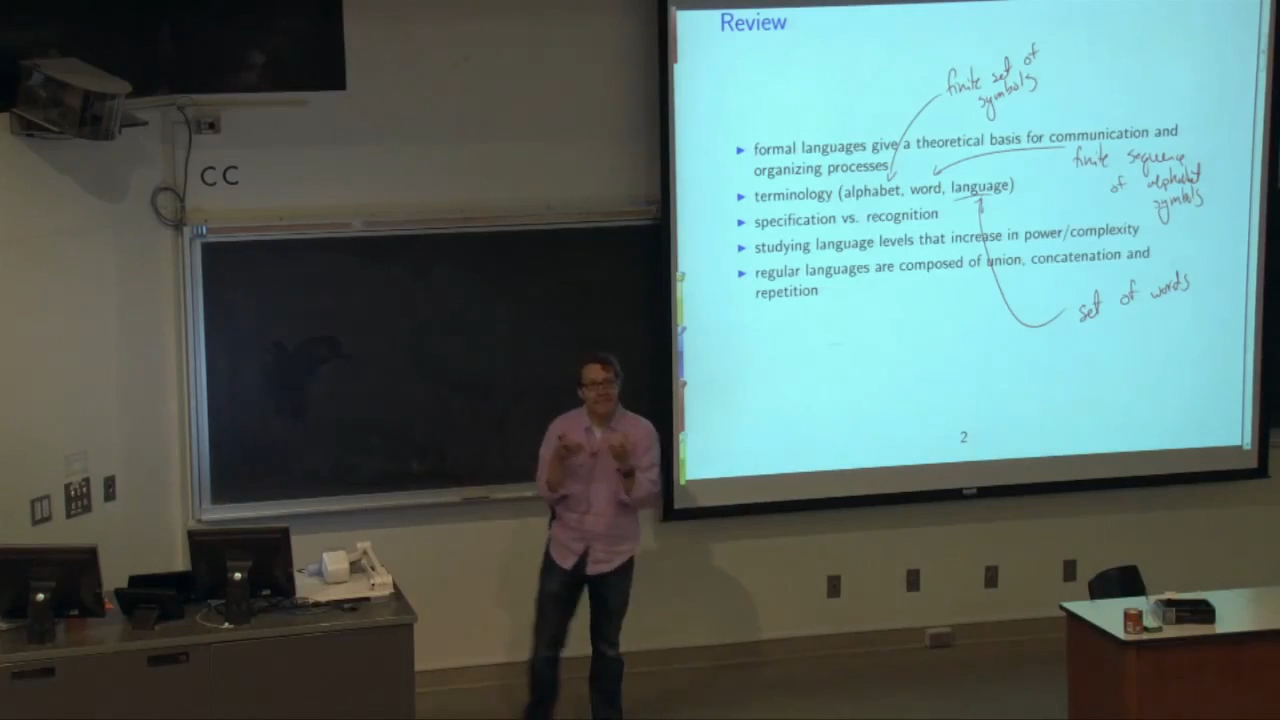 Review
finite set of
symbols
▶ formal languages give a theoretical basis for communication and
organizing processes
finite sequence
of alphabet
symbols
▶ terminology (alphabet, word, language)
▶ specification vs. recognition
▶ studying language levels that increase in power/complexity
▶ regular languages are composed of union, concatenation and
repetition
set of words
2
CC